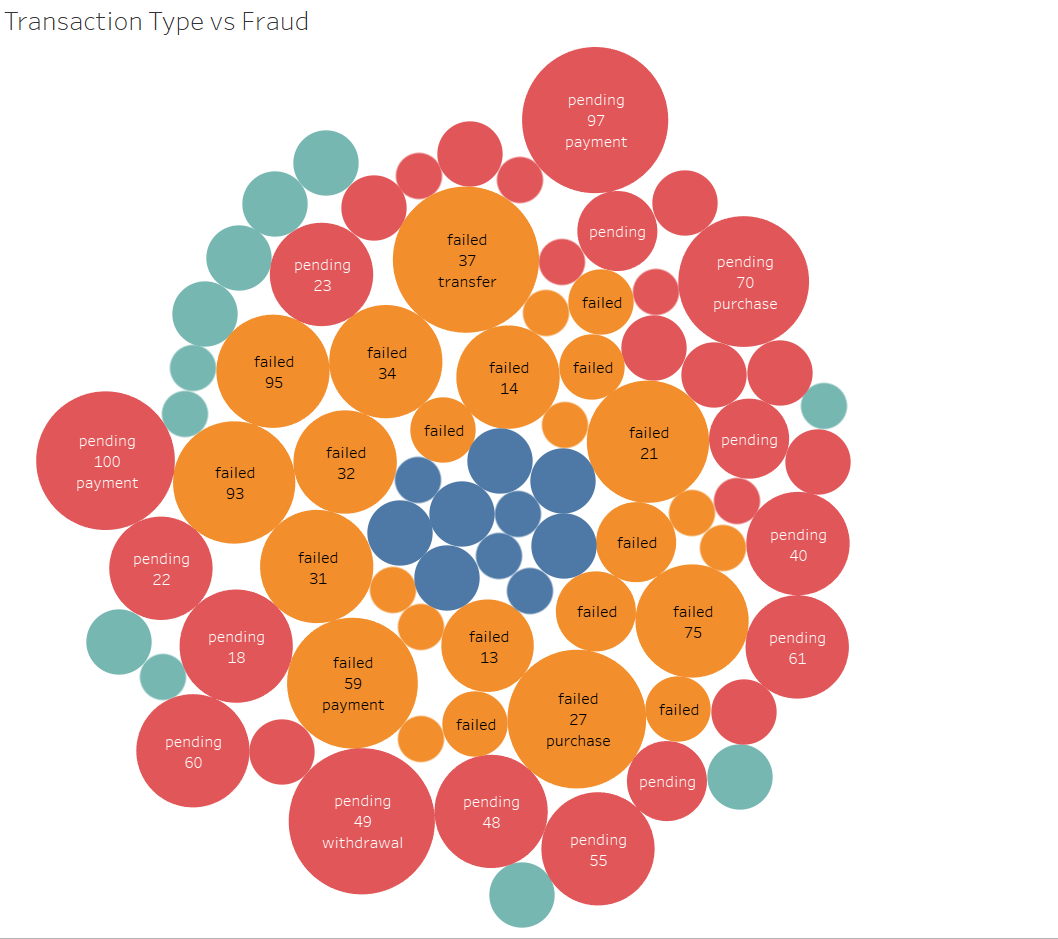 Transaction Type vs Fraud
pending
97
payment
failed
37
transfer
pending
pending
23
pending
70
purchase
failed
failed
95
failed
34
failed
14
failed
failed
failed
21
pending
pending
100
payment
failed
93
failed
32
failed
31
failed
pending
40
pending
22
pending
18
failed
13
failed
failed
75
pending
61
failed
59
payment
failed
27
purchase
failed
failed
pending
60
pending
49
withdrawal
pending
48
pending
55
pending